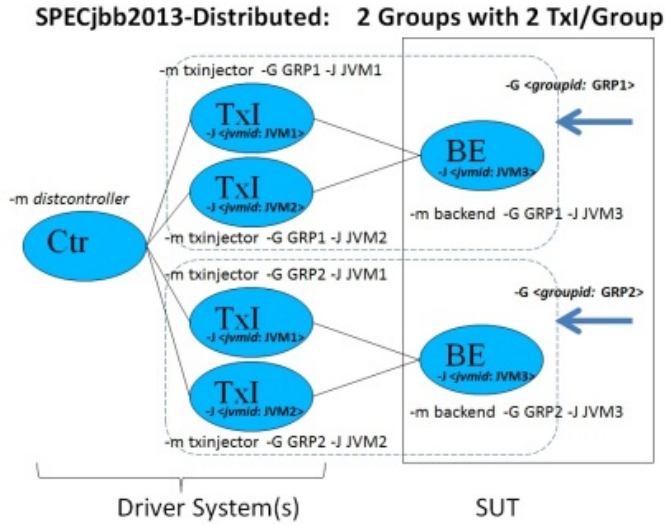 SPECjbb2013-Distributed: 2 Groups with 2 TxI/Group
-m txinjector -G GRP1 -J JVM1
-G <groupid: GRP1>
TxI
-J <jvmid: JVM1>
BE
-J <jvmid: JVM3>
TxI
-J <jvmid: JVM2>
-m distcontroller
-m backend -G GRP1 -J JVM3
-m txinjector -G GRP1 -J JVM2
Ctr
-m txinjector -G GRP2 -J JVM1
-G <groupid: GRP2>
TxI
-J <jvmid: JVM1>
BE
-J <jvmid: JVM3>
TxI
-J <jvmid: JVM2>
-m backend -G GRP2 -J JVM3
-m txinjector -G GRP2 -J JVM2
Driver System(s)
SUT